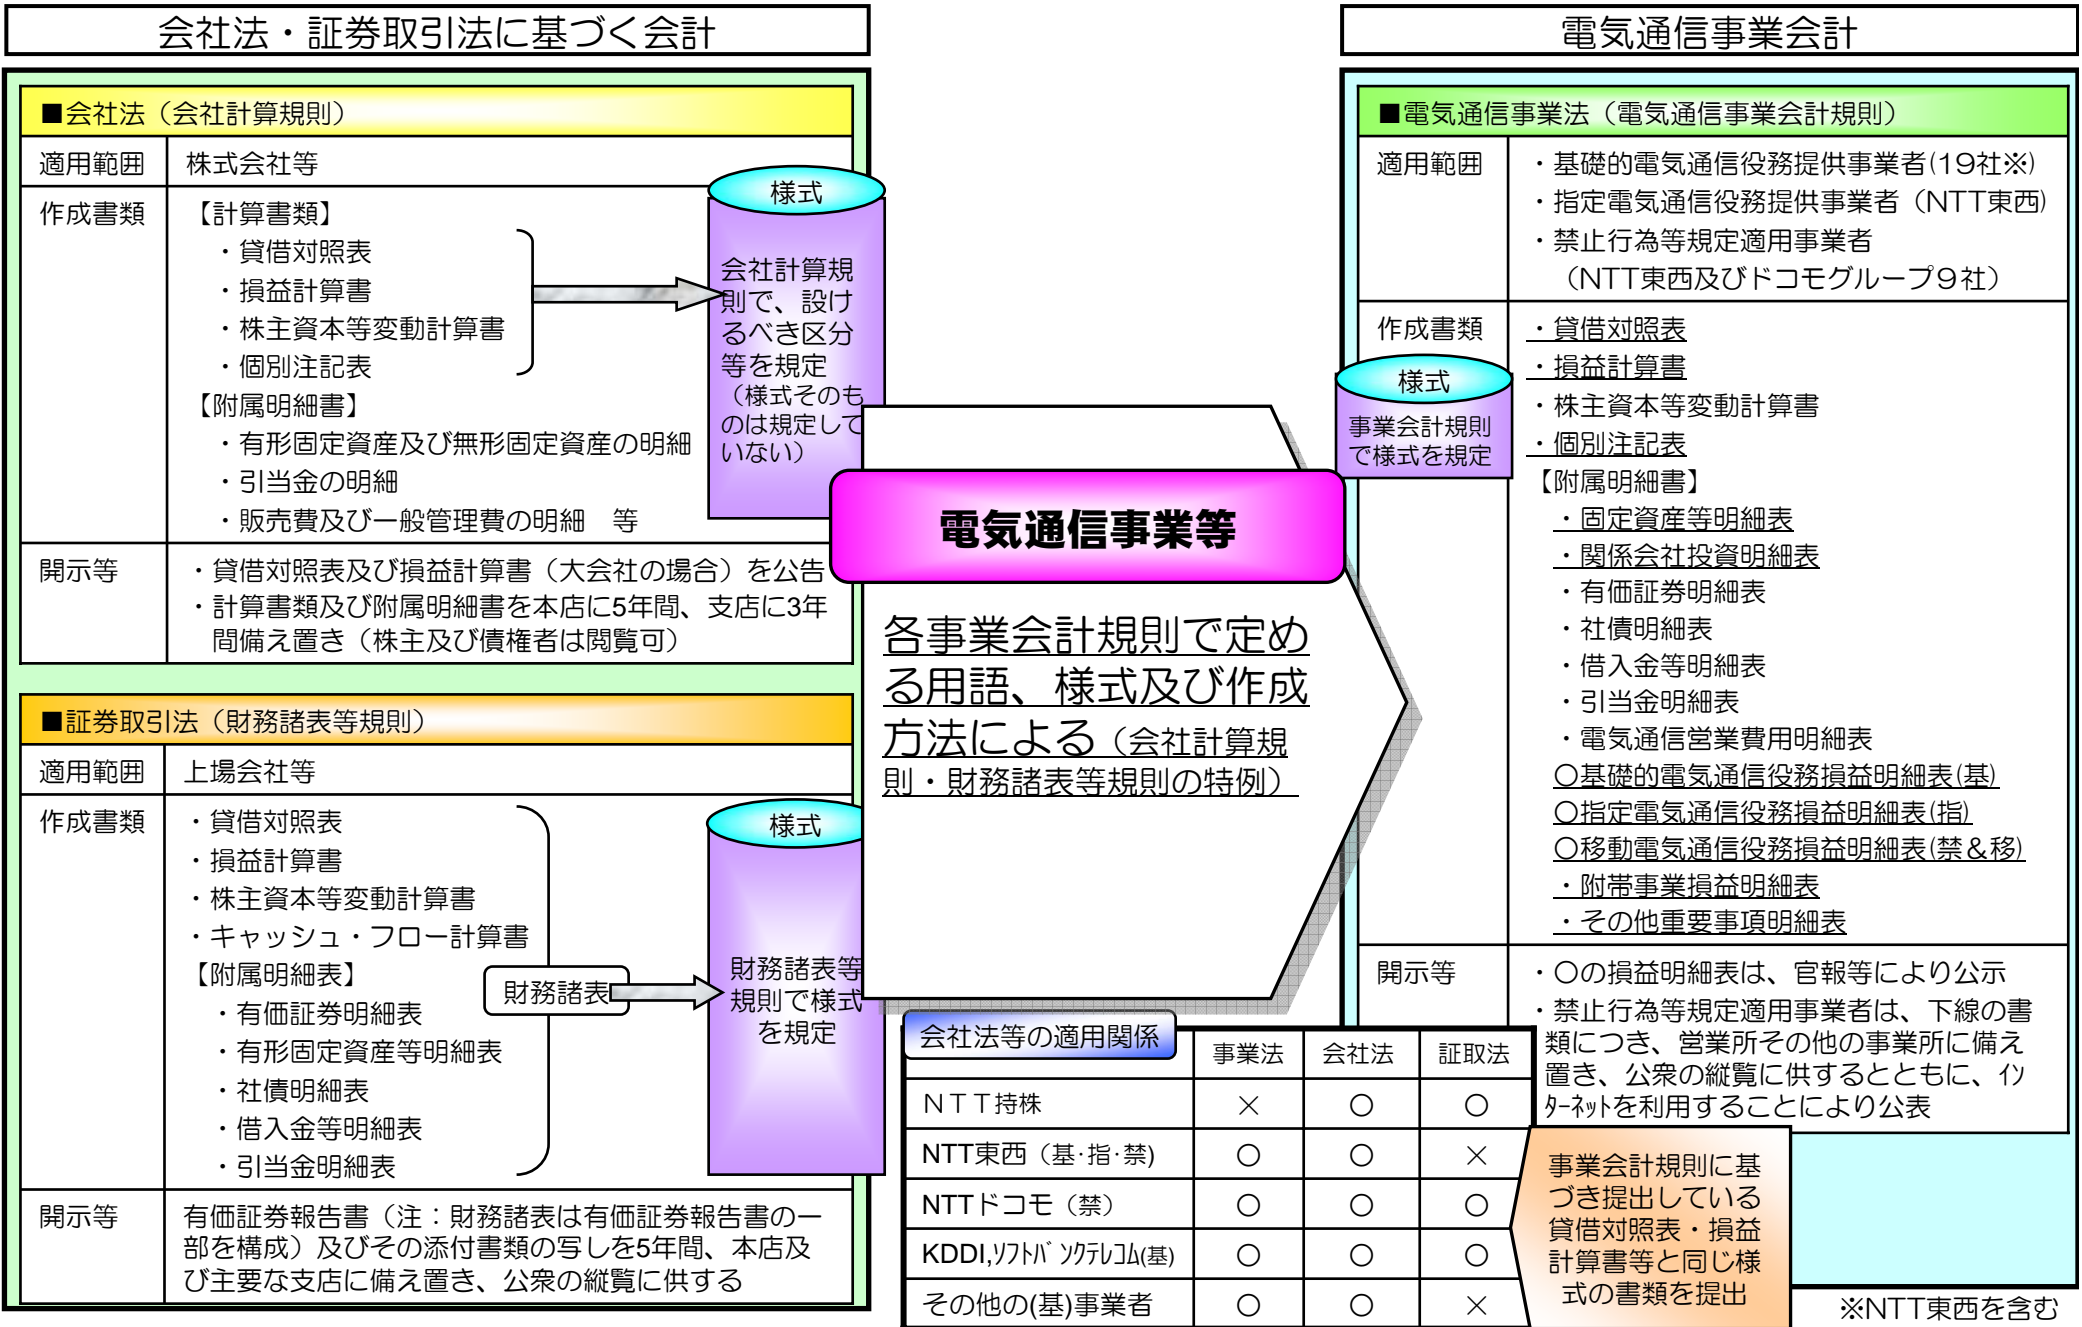 会社法・証券取引法に基づく会計
■会社法（会社計算規則）
適用範囲
株式会社等
作成書類
【計算書類】
・貸借対照表
・損益計算書
・株主資本等変動計算書
・個別注記表
【附属明細書】
・有形固定資産及び無形固定資産の明細
・引当金の明細
・販売費及び一般管理費の明細　等
様式
会社計算規
則で、設け
るべき区分
等を規定
（様式そのも
のは規定して
いない）
開示等
・貸借対照表及び損益計算書（大会社の場合）を公告
・計算書類及び附属明細書を本店に5年間、支店に3年
間備え置き（株主及び債権者は閲覧可）
■証券取引法（財務諸表等規則）
適用範囲
上場会社等
作成書類
・貸借対照表
・損益計算書
・株主資本等変動計算書
・キャッシュ・フロー計算書
【附属明細表】
・有価証券明細表
・有形固定資産等明細表
・社債明細表
・借入金等明細表
・引当金明細表
財務諸表
様式
財務諸表等
規則で様式
を規定
開示等
有価証券報告書（注：財務諸表は有価証券報告書の一
部を構成）及びその添付書類の写しを5年間、本店及
び主要な支店に備え置き、公衆の縦覧に供する
電気通信事業等
各事業会計規則で定め
る用語、様式及び作成
方法による（会社計算規
則・財務諸表等規則の特例）
電気通信事業会計
■電気通信事業法（電気通信事業会計規則）
適用範囲
・基礎的電気通信役務提供事業者(19社※)
・指定電気通信役務提供事業者（NTT東西)
・禁止行為等規定適用事業者
（NTT東西及びドコモグループ9社）
作成書類
様式
事業会計規則
で様式を規定
・貸借対照表
・損益計算書
・株主資本等変動計算書
・個別注記表
【附属明細書】
・固定資産等明細表
・関係会社投資明細表
・有価証券明細表
・社債明細表
・借入金等明細表
・引当金明細表
・電気通信営業費用明細表
○基礎的電気通信役務損益明細表(基)
○指定電気通信役務損益明細表(指)
○移動電気通信役務損益明細表(禁＆移)
・附帯事業損益明細表
・その他重要事項明細表
開示等
・○の損益明細表は、官報等により公示
・禁止行為等規定適用事業者は、下線の書
類につき、営業所その他の事業所に備え
置き、公衆の縦覧に供するとともに、ｲﾝ
ﾀｰﾈｯﾄを利用することにより公表
会社法等の適用関係
事業法 会社法 証取法
ＮＴＴ持株 × ○ ○
NTT東西（基･指･禁) ○ ○ ×
NTTドコモ（禁） ○ ○ ○
KDDI,ｿﾌﾄﾊﾞﾝｸﾃﾚｺﾑ(基) ○ ○ ○
その他の(基)事業者 ○ ○ ×
事業会計規則に基
づき提出している
貸借対照表・損益
計算書等と同じ様
式の書類を提出
※NTT東西を含む